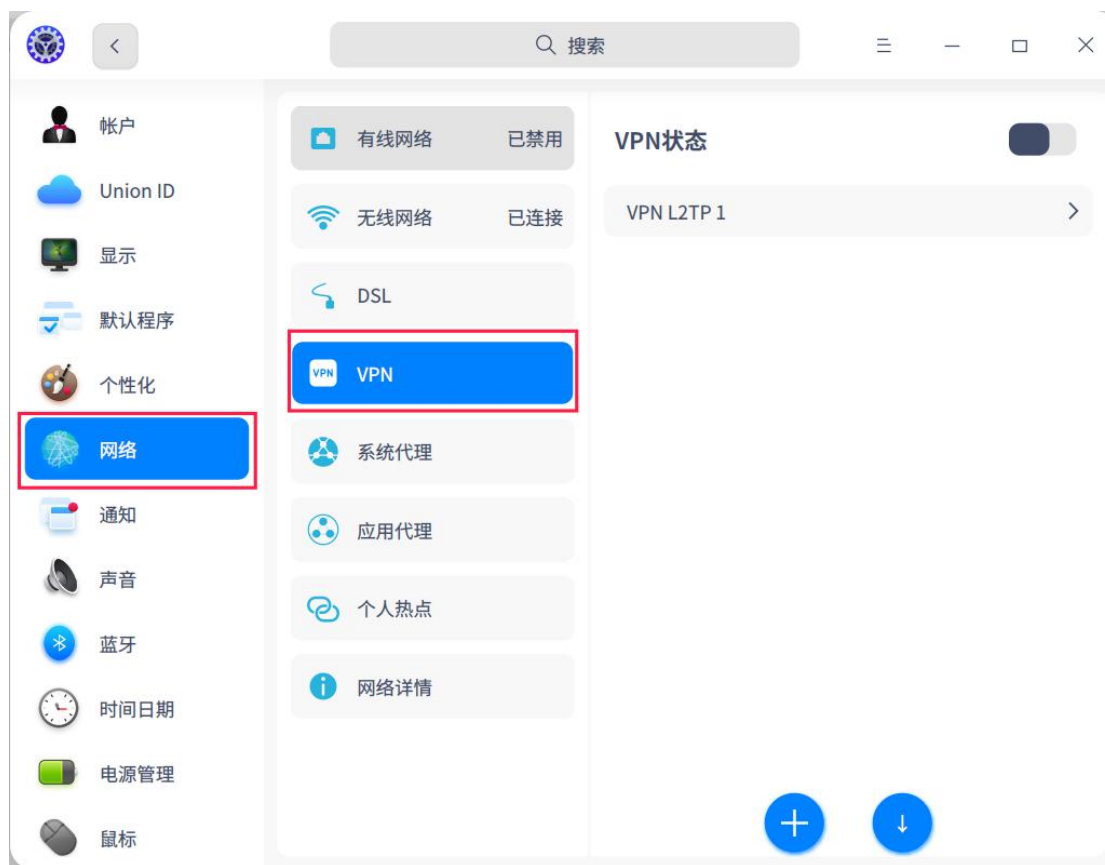 搜索
帐户
Union ID
显示
默认程序
个性化
网络
通知
声音
蓝牙
时间日期
电源管理
鼠标
有线网络 已禁用
无线网络 已连接
DSL
VPN VPN
系统代理
应用代理
个人热点
网络详情
VPN状态
VPN L2TP 1